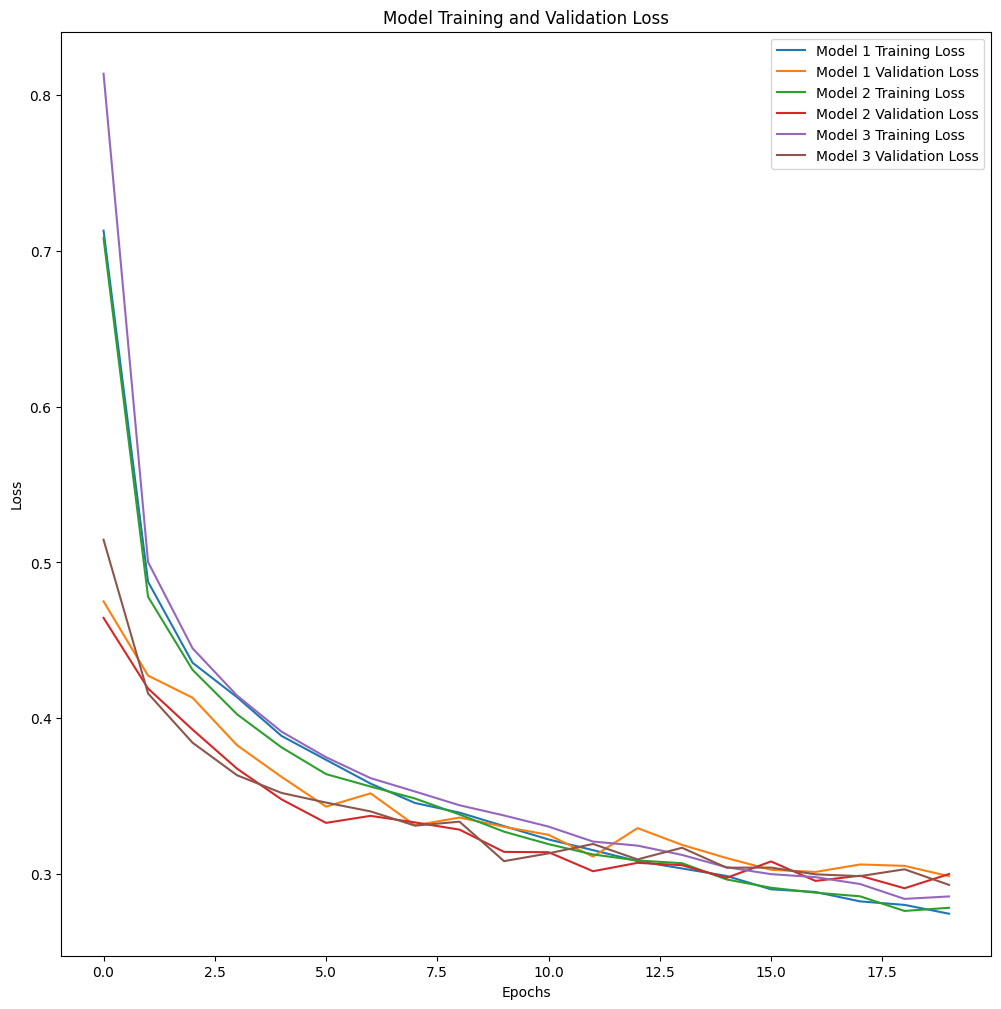 Model Training and Validation Loss
Model 1 Training Loss
Model 1 Validation Loss
Model 2 Training Loss
Model 2 Validation Loss
Model 3 Training Loss
Model 3 Validation Loss
0.8
0.7
0.6
0.5
0.4
0.3
Loss
0.0 2.5 5.0 7.5 10.0 12.5 15.0 17.5
Epochs